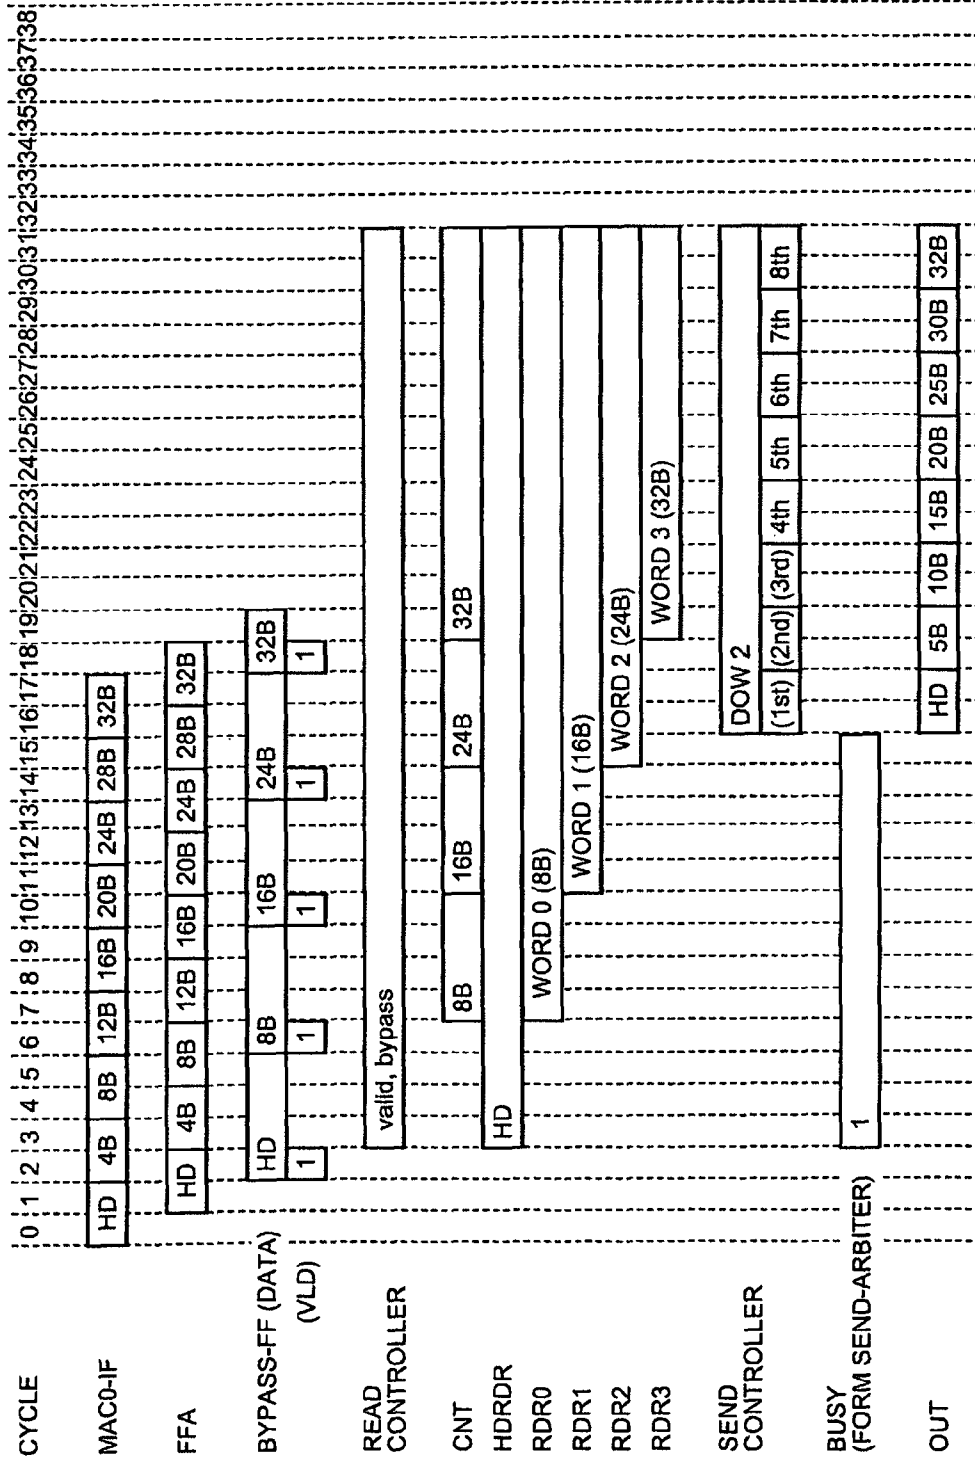 CYCLE 0 1 2 3 4 5 6 7 8 9 10 11 12 13 14 15 16 17 18 19 20 21 22 23 24 25 26 27 28 29 30 31 32 33 34 35 36 37 38
MAC0-IF HD 4B 8B 12B 16B 20B 24B 28B 32B
FFA HD 4B 8B 12B 16B 20B 24B 28B 32B
BYPASS-FF (DATA) HD 8B 16B 24B 32B
(VLD) 1 1 1 1 1
READ
CONTROLLER valid, bypass
CNT 8B 16B 24B 32B
HDRDR HD
RDR0 WORD 0 (8B)
RDR1 WORD 1 (16B)
RDR2 WORD 2 (24B)
RDR3 WORD 3 (32B)
SEND
CONTROLLER DOW 2
(1st) (2nd) (3rd) 4th 5th 6th 7th 8th
BUSY
(FORM SEND-ARBITER) 1
OUT HD 5B 10B 15B 20B 25B 30B 32B